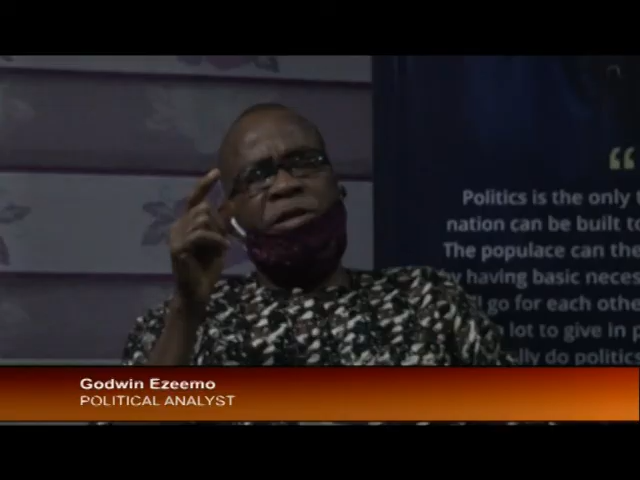 “
Politics is the only
nation can be built
The populace can the
by having basic neces
go for each othe
lot to give in
lly do politics
Godwin Ezeemo
POLITICAL ANALYST